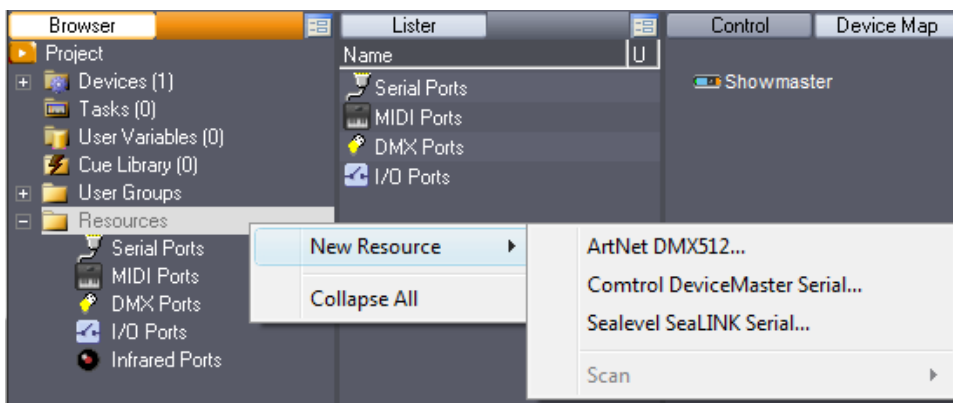 Browser
Project
Devices (1)
Tasks (0)
User Variables (0)
Cue Library (0)
User Groups
Resources
Serial Ports
MIDI Ports
DMX Ports
I/O Ports
Infrared Ports
Lister
Name U
Serial Ports
MIDI Ports
DMX Ports
I/O Ports
Control Device Map
Showmaster
New Resource
Collapse All
ArtNet DMX512...
Comtrol DeviceMaster Serial...
Sealevel SeaLINK Serial...
Scan